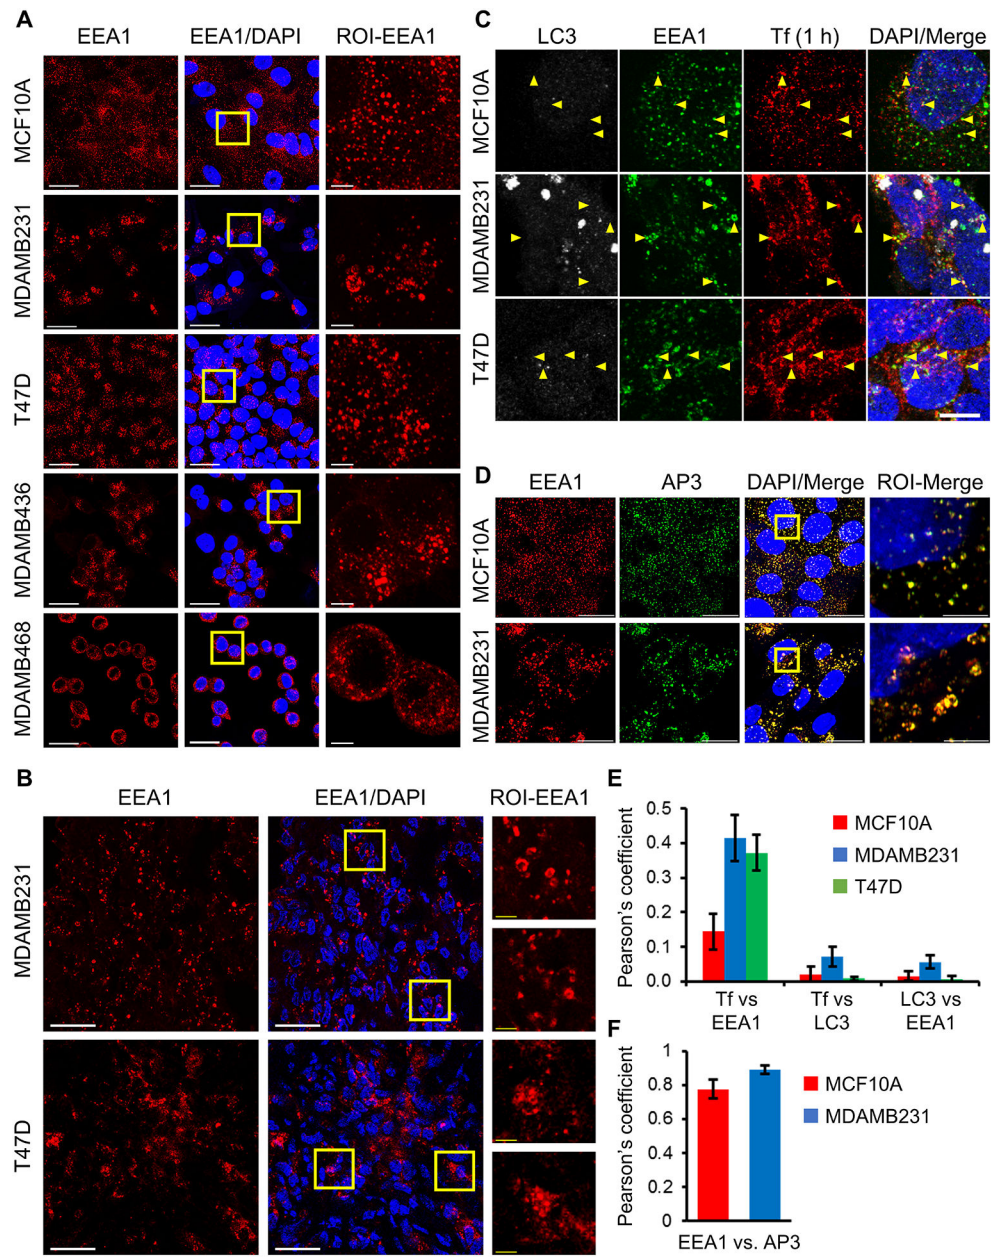 A
EEA1 EEA1/DAPI ROI-EEA1
MCF10A
MDAMB231
T47D
MDAMB436
MDAMB468
B
EEA1 EEA1/DAPI ROI-EEA1
MDAMB231
T47D
C
LC3 EEA1 Tf (1 h) DAPI/Merge
MCF10A
MDAMB231
T47D
D
EEA1 AP3 DAPI/Merge ROI-Merge
MCF10A
MDAMB231
E
Pearson's coefficient
0.5
0.4
0.3
0.2
0.1
0.0
MCF10A
MDAMB231
T47D
Tf vs EEA1
Tf vs LC3
LC3 vs EEA1
F
Pearson's coefficient
1
0.8
0.6
0.4
0.2
0
MCF10A
MDAMB231
EEA1 vs. AP3